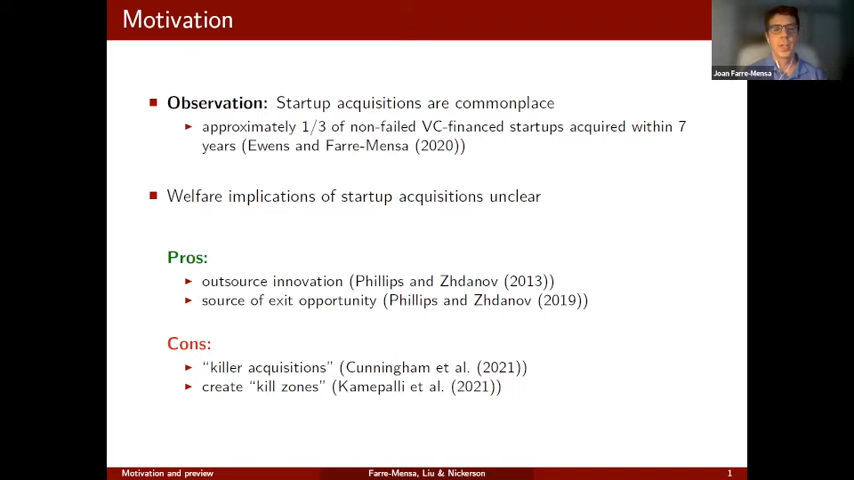 Motivation
Joan Farre-Mensa
Observation: Startup acquisitions are commonplace
approximately 1/3 of non-failed VC-financed startups acquired within 7
years (Ewens and Farre-Mensa (2020))
Welfare implications of startup acquisitions unclear
Pros:
outsource innovation (Phillips and Zhdanov (2013))
source of exit opportunity (Phillips and Zhdanov (2019))
Cons:
“killer acquisitions” (Cunningham et al. (2021))
create “kill zones” (Kamepalli et al. (2021))
Motivation and preview
Farre-Mensa, Liu & Nickerson
1